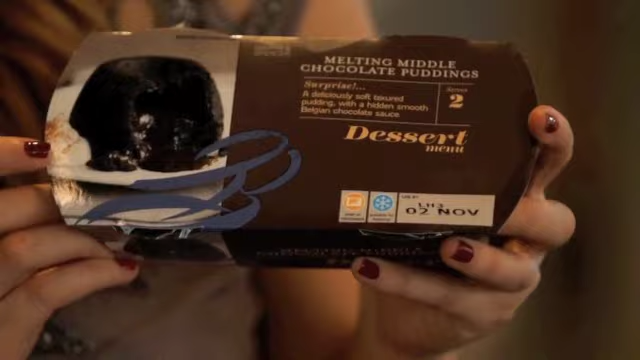 MELTING MIDDLE
CHOCOLATE PUDDINGS
Surprise!...
A deliciously soft textured
pudding, with a hidden smooth
Belgian chocolate sauce
Serves
2
Dessert
menu
LH3
02 NOV